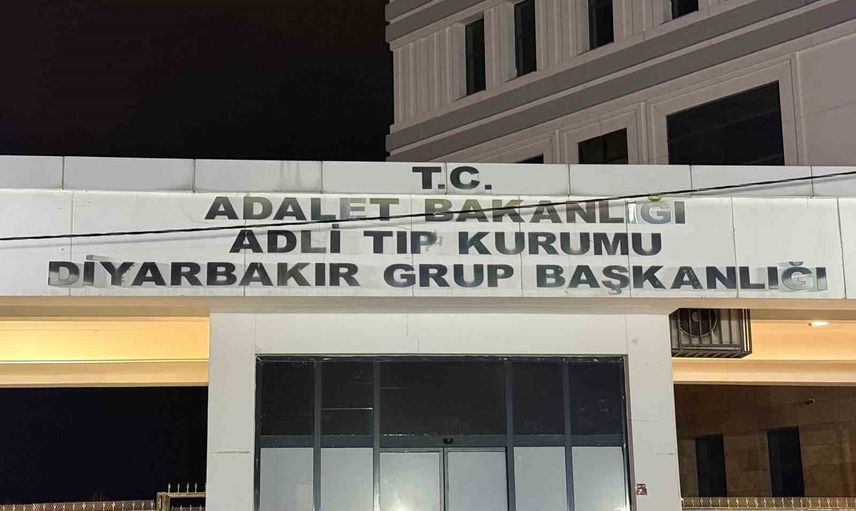 T.C.
ADALET BAKANLIĞI
ADLİ TIP KURUMU
DİYARBAKIR GRUP BAŞKANLIĞI